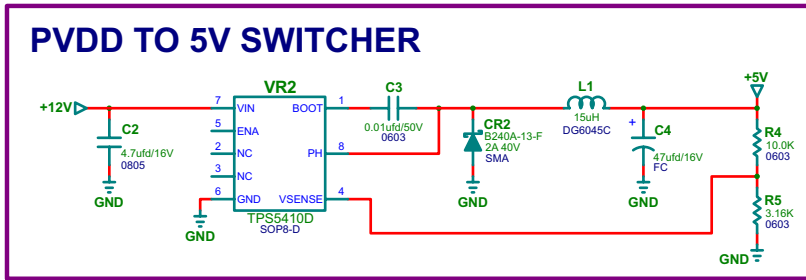 PVDD TO 5V SWITCHER
+12V
C2
4.7ufd/16V
0805
GND
VR2
7 VIN
5 ENA
2 NC
3 NC
6 GND
BOOT 1
PH 8
VSENSE 4
TPS5410D
SOP8-D
GND
C3
0.01ufd/50V
0603
CR2
B240A-13-F
2A 40V
SMA
GND
L1
15uH
DG6045C
+
C4
47ufd/16V
FC
GND
+5V
R4
10.0K
0603
R5
3.16K
0603
GND